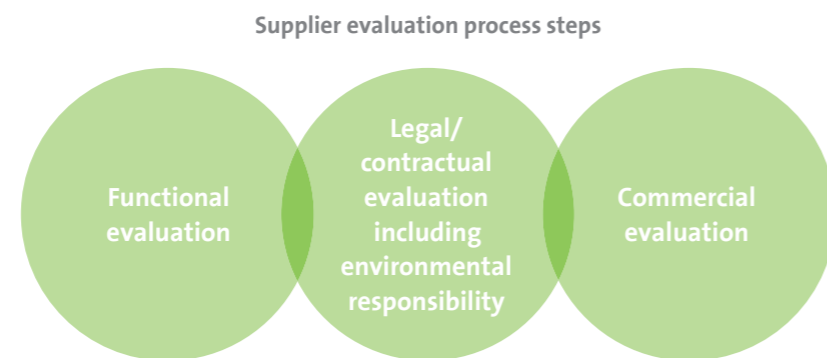 Supplier evaluation process steps
Functional
evaluation
Legal/
contractual
evaluation
including
environmental
responsibility
Commercial
evaluation